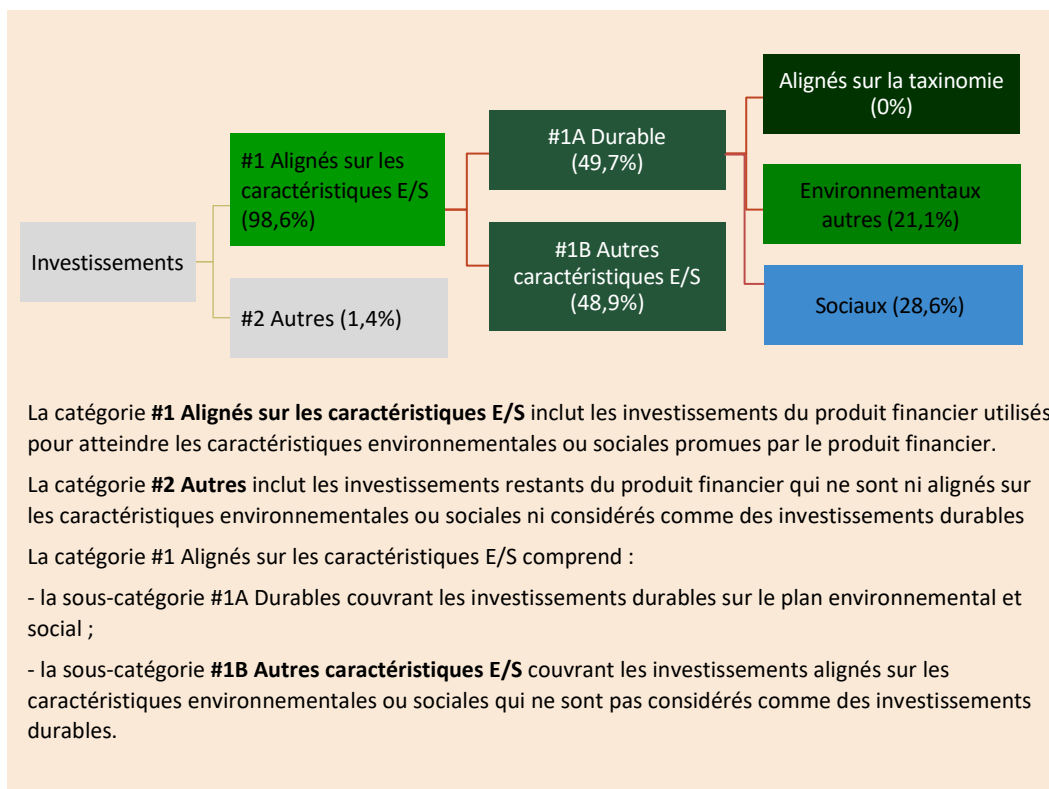 Investissements
#1 Alignés sur les
caractéristiques E/S
(98,6%)
#2 Autres (1,4%)
#1A Durable
(49,7%)
#1B Autres
caractéristiques E/S
(48,9%)
Alignés sur la taxinomie
(0%)
Environnementaux
autres (21,1%)
Sociaux (28,6%)
La catégorie #1 Alignés sur les caractéristiques E/S inclut les investissements du produit financier utilisés
pour atteindre les caractéristiques environnementales ou sociales promues par le produit financier.
La catégorie #2 Autres inclut les investissements restants du produit financier qui ne sont ni alignés sur
les caractéristiques environnementales ou sociales ni considérés comme des investissements durables
La catégorie #1 Alignés sur les caractéristiques E/S comprend :
- la sous-catégorie #1A Durables couvrant les investissements durables sur le plan environnemental et
social ;
- la sous-catégorie #1B Autres caractéristiques E/S couvrant les investissements alignés sur les
caractéristiques environnementales ou sociales qui ne sont pas considérés comme des investissements
durables.